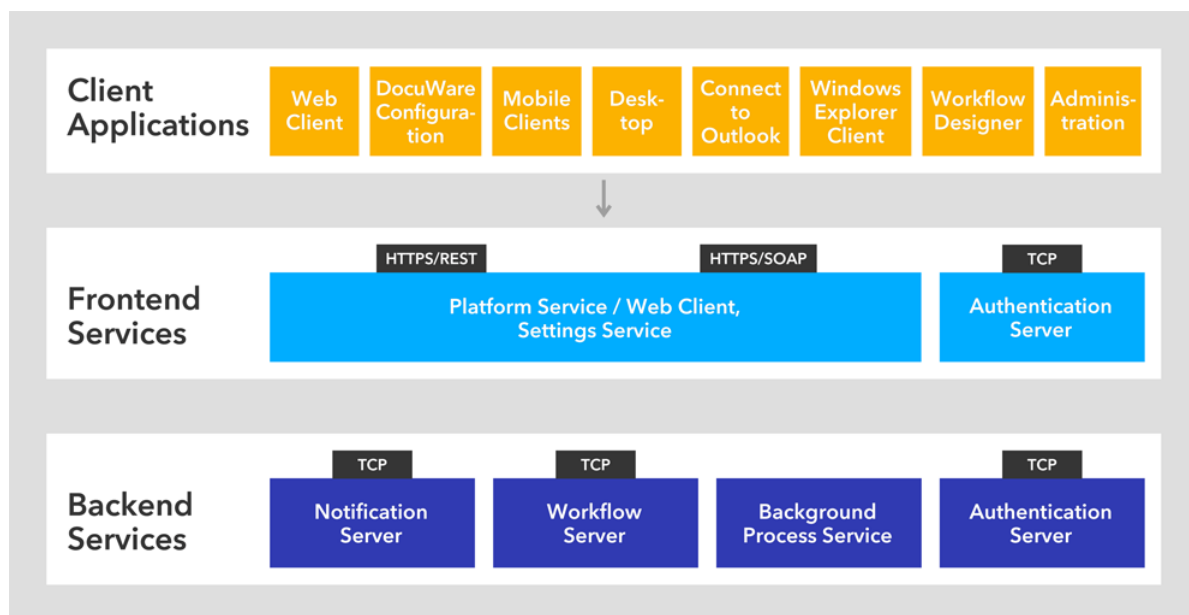 Client
Applications
Web
Client
DocuWare
Configura-
tion
Mobile
Clients
Desk-
top
Connect
to
Outlook
Windows
Explorer
Client
Workflow
Designer
Adminis-
tration
Frontend
Services
HTTPS/REST
HTTPS/SOAP
Platform Service / Web Client,
Settings Service
TCP
Authentication
Server
Backend
Services
TCP
Notification
Server
TCP
Workflow
Server
Background
Process Service
TCP
Authentication
Server